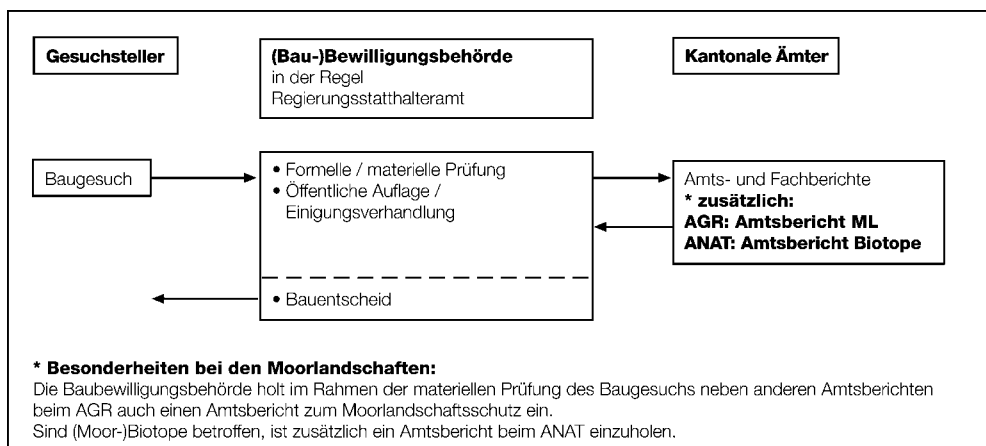 Gesuchsteller
(Bau-)Bewilligungsbehörde
in der Regel
Regierungsstatthalteramt
Kantonale Ämter
Baugesuch
• Formelle / materielle Prüfung
• Öffentliche Auflage /
Einigungsverhandlung
Amts- und Fachberichte
* zusätzlich:
AGR: Amtsbericht ML
ANAT: Amtsbericht Biotope
• Bauentscheid
* Besonderheiten bei den Moorlandschaften:
Die Baubewilligungsbehörde holt im Rahmen der materiellen Prüfung des Baugesuchs neben anderen Amtsberichten
beim AGR auch einen Amtsbericht zum Moorlandschaftsschutz ein.
Sind (Moor-)Biotope betroffen, ist zusätzlich ein Amtsbericht beim ANAT einzuholen.